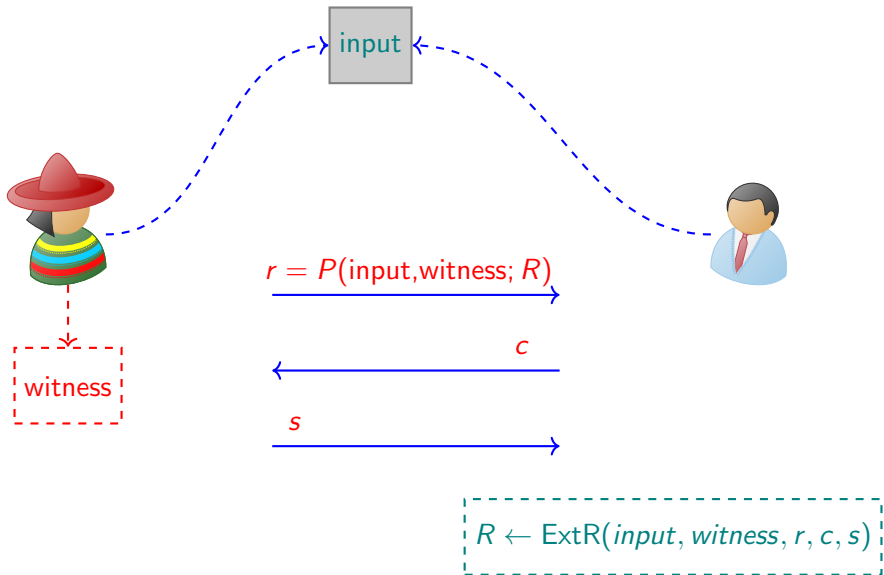 input
r = P(input,witness; R)
c
witness
s
R ← ExtR(input, witness, r, c, s)